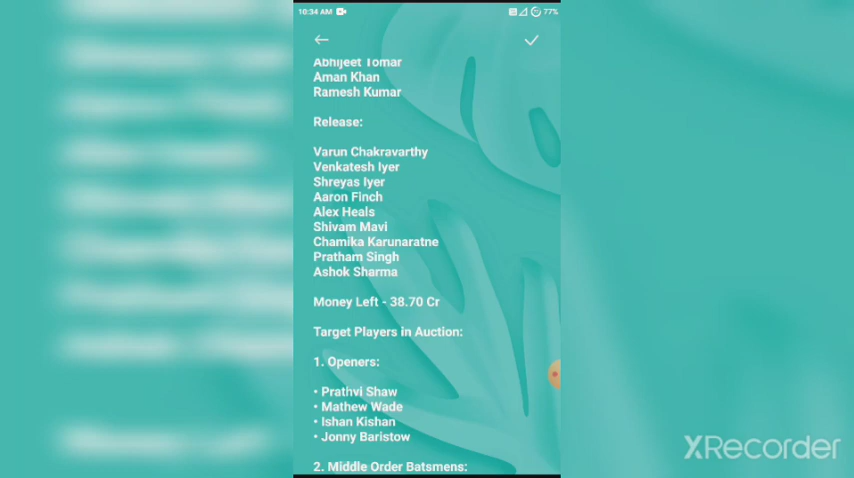 10:34 AM
77%
Abhijeet Tomar
Aman Khan
Ramesh Kumar
Release:
Varun Chakravarthy
Venkatesh Iyer
Shreyas Iyer
Aaron Finch
Alex Heals
Shivam Mavi
Chamika Karunaratne
Pratham Singh
Ashok Sharma
Money Left - 38.70 Cr
Target Players in Auction:
1. Openers:
• Prathvi Shaw
• Mathew Wade
• Ishan Kishan
• Jonny Baristow
2. Middle Order Batsmens:
XRecorder